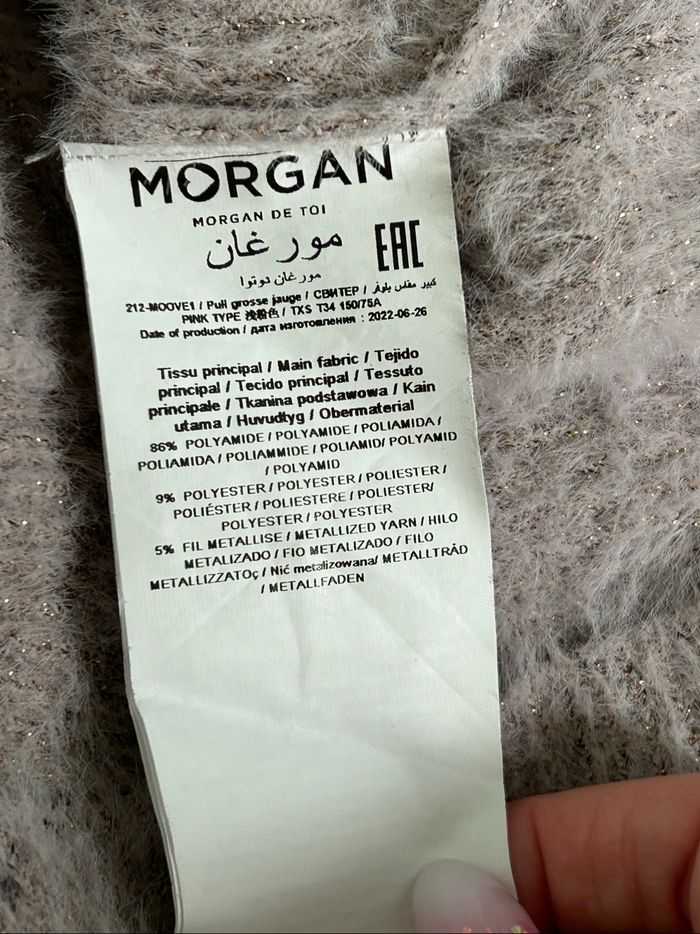 MORGAN
MORGAN DE TOI
مورغان
EAC
مورغان دوتوا
212-MOOVE1 / Pull grosse jauge / СВИТЕР / كبير مقاس بلوفر
PINK TYPE 浅粉色 / TXS T34 150/75A
Date of production / дата изготовления : 2022-06-26
Tissu principal / Main fabric / Tejido
principal / Tecido principal / Tessuto
principale / Tkanina podstawowa / Kain
utama / Huvudtyg / Obermaterial
86% POLYAMIDE / POLYAMIDE / POLIAMIDA /
POLIAMIDA / POLIAMMIDE / POLIAMID/ POLYAMID
/ POLYAMID
9% POLYESTER / POLYESTER / POLIESTER /
POLIÉSTER / POLIESTERE / POLIESTER/
POLYESTER / POLYESTER
5% FIL METALLISE / METALLIZED YARN / HILO
METALIZADO / FIO METALIZADO / FILO
METALLIZZATOç / Nić metalizowana/ METALLTRÅD
/ METALLFADEN